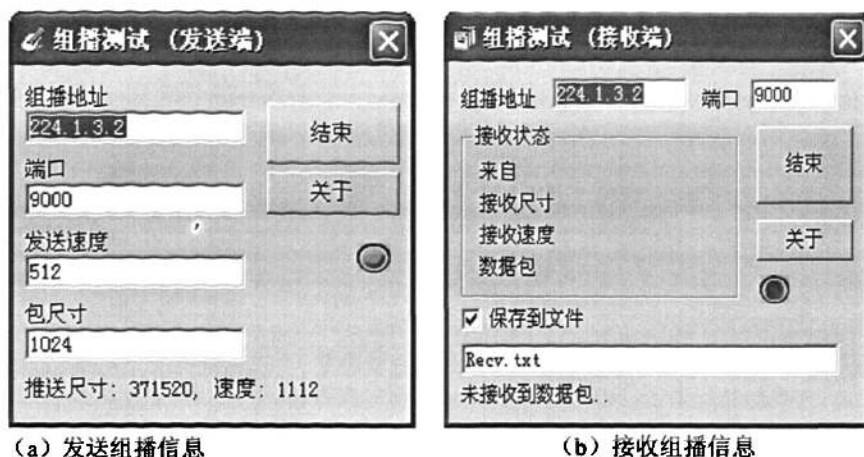 组播测试 (发送端)
组播地址
224.1.3.2
结束
端口
9000
关于
发送速度
512
包尺寸
1024
推送尺寸: 371520, 速度: 1112
(a) 发送组播信息
组播测试 (接收端)
组播地址 224.1.3.2 端口 9000
接收状态
来自
接收尺寸
接收速度
数据包
结束
关于
保存到文件
Recv.txt
未接收到数据包...
(b) 接收组播信息